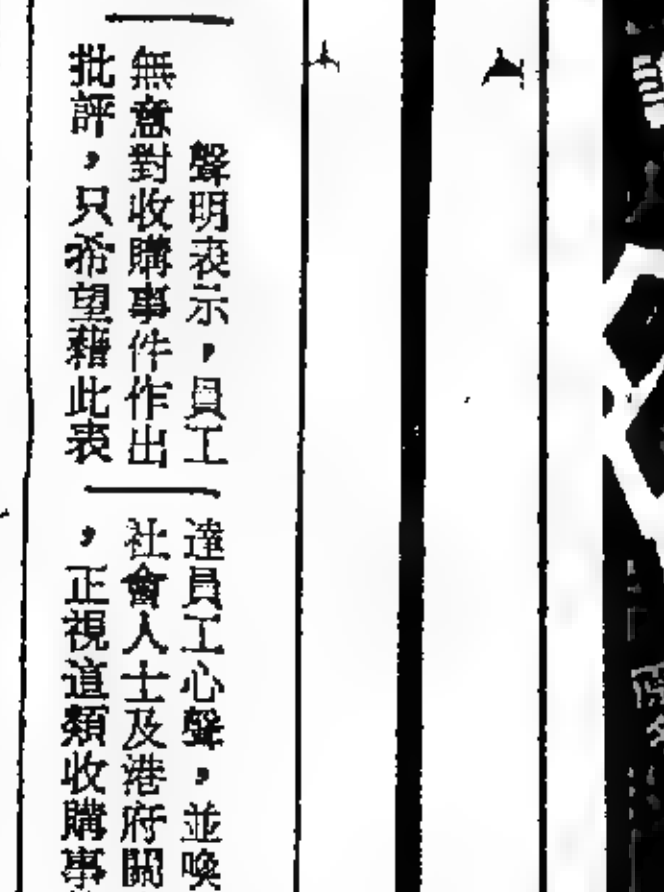 聲明表示，員工
無意對收購事件作出
批評，只希望藉此表
達員工心聲，並喚
社會人士及港府關
，正視這類收購事